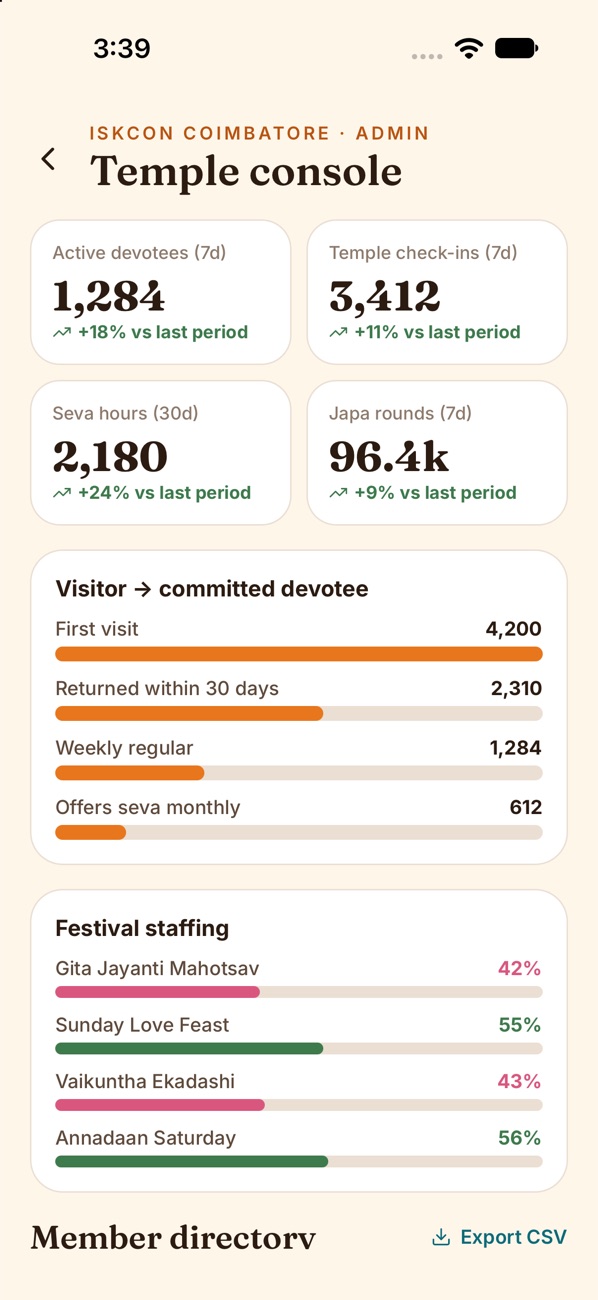 3:39
ISKCON COIMBATORE · ADMIN
Temple console
Active devotees (7d)
1,284
+18% vs last period
Temple check-ins (7d)
3,412
+11% vs last period
Seva hours (30d)
2,180
+24% vs last period
Japa rounds (7d)
96.4k
+9% vs last period
Visitor → committed devotee
First visit 4,200
Returned within 30 days 2,310
Weekly regular 1,284
Offers seva monthly 612
Festival staffing
Gita Jayanti Mahotsav 42%
Sunday Love Feast 55%
Vaikuntha Ekadashi 43%
Annadaan Saturday 56%
Member directory Export CSV